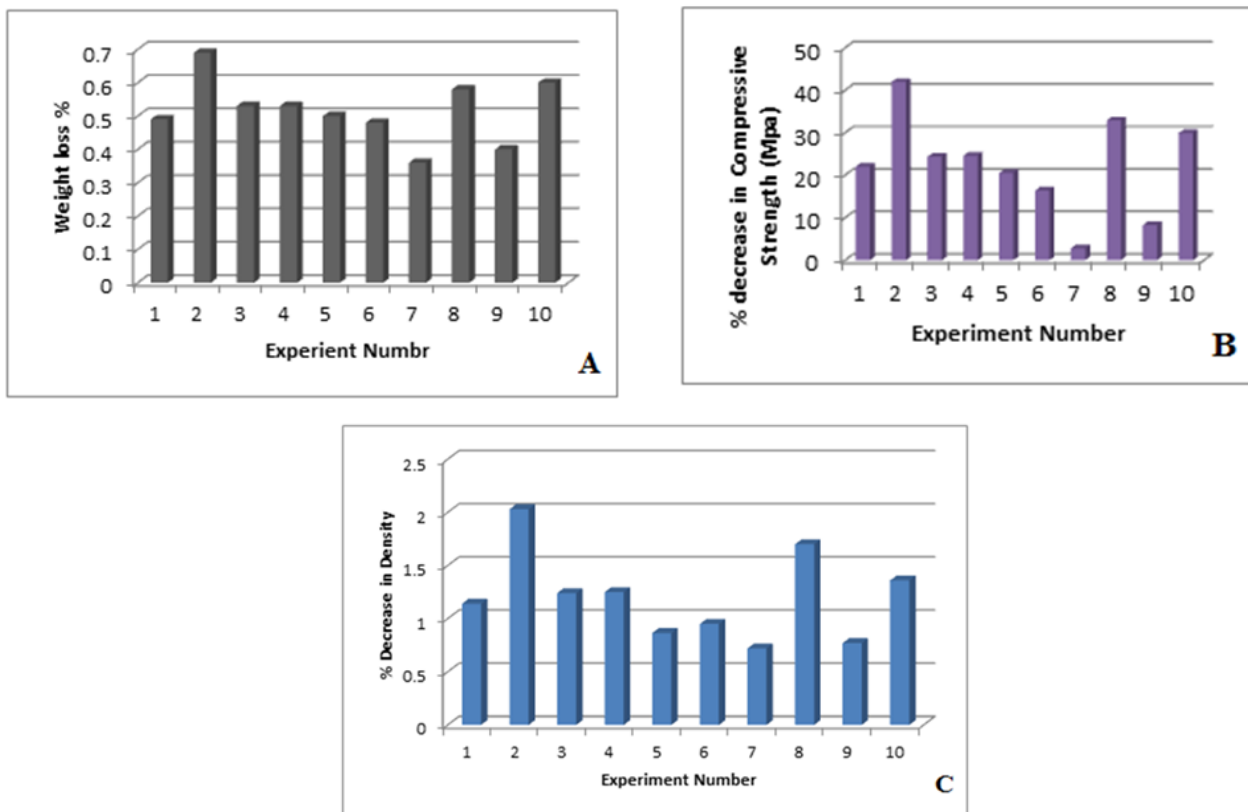 0.7
0.6
0.5
0.4
0.3
0.2
0.1
0
Weight loss %
1 2 3 4 5 6 7 8 9 10
Experient Numbr
A
50
40
30
20
10
0
% decrease in Compressive
Strength (Mpa)
1 2 3 4 5 6 7 8 9 10
Experiment Number
B
2.5
2
1.5
1
0.5
0
% Decrease in Density
1 2 3 4 5 6 7 8 9 10
Experiment Number
C